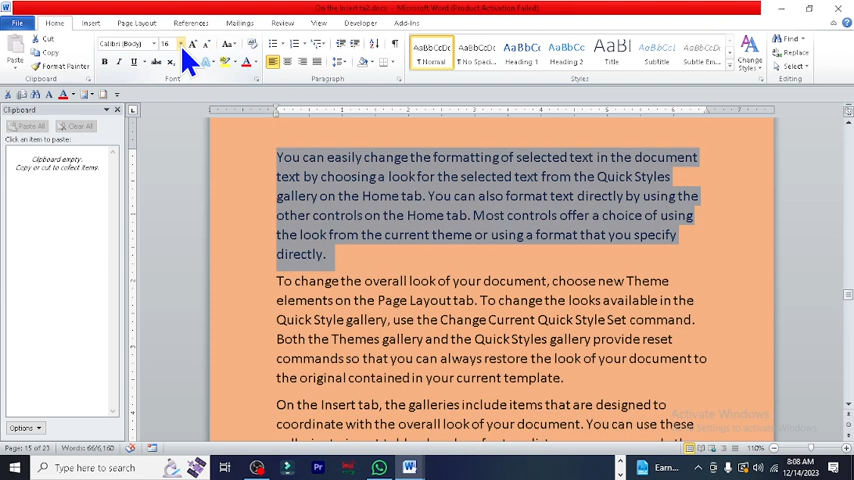 On the Insert ta2.docx - Microsoft Word (Product Activation Failed)
File Home Insert Page Layout References Mailings Review View Developer Add-Ins
Cut
Copy
Format Painter
Paste
Clipboard
Calibri (Body) 16
Font
Paragraph
AaBbCcDc AaBbCcDc AaBbC AaBbCc AaBl AaBbCcL AaBbCcDc
¶ Normal ¶ No Spaci... Heading 1 Heading 2 Title Subtitle Subtle Em...
Styles
Change
Styles
Find
Replace
Select
Editing
Clipboard
Paste All Clear All
Click an item to paste:
Clipboard empty.
Copy or cut to collect items.
Options
You can easily change the formatting of selected text in the document
text by choosing a look for the selected text from the Quick Styles
gallery on the Home tab. You can also format text directly by using the
other controls on the Home tab. Most controls offer a choice of using
the look from the current theme or using a format that you specify
directly.
To change the overall look of your document, choose new Theme
elements on the Page Layout tab. To change the looks available in the
Quick Style gallery, use the Change Current Quick Style Set command.
Both the Themes gallery and the Quick Styles gallery provide reset
commands so that you can always restore the look of your document to
the original contained in your current template.
On the Insert tab, the galleries include items that are designed to
coordinate with the overall look of your document. You can use these
Activate Windows
Page: 15 of 23 Words: 66/6,160 110%
Type here to search
Earn...
8:08 AM
12/14/2023